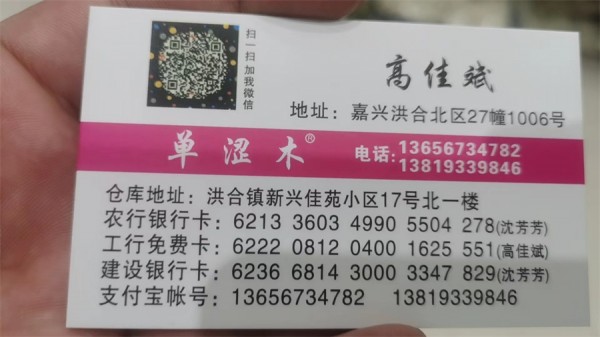 扫一扫加我微信
高佳斌
地址：嘉兴洪合北区27幢1006号
单涩木®
电话：13656734782
13819339846
仓库地址：洪合镇新兴佳苑小区17号北一楼
农行银行卡：6213 3603 4990 5504 278(沈芳芳)
工行免费卡：6222 0812 0400 1625 551(高佳斌)
建设银行卡：6236 6814 3000 3347 829(沈芳芳)
支付宝帐号：13656734782 13819339846